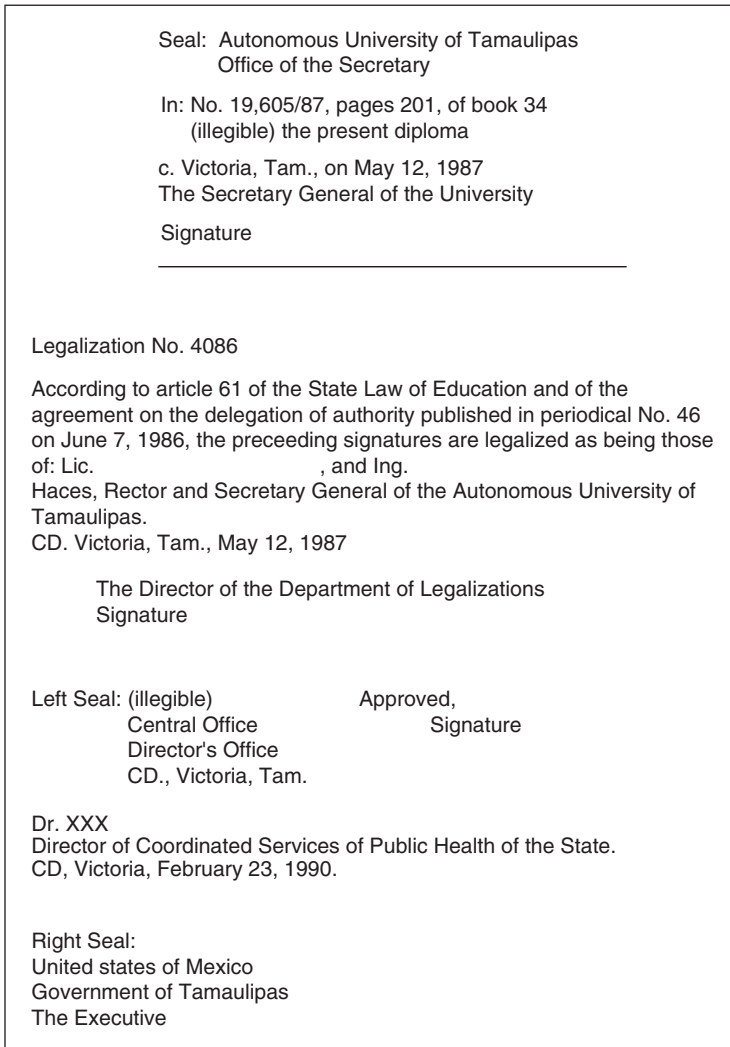 Seal: Autonomous University of Tamaulipas
Office of the Secretary
In: No. 19,605/87, pages 201, of book 34
(illegible) the present diploma
c. Victoria, Tam., on May 12, 1987
The Secretary General of the University
Signature
Legalization No. 4086
According to article 61 of the State Law of Education and of the
agreement on the delegation of authority published in periodical No. 46
on June 7, 1986, the preceeding signatures are legalized as being those
of: Lic. , and Ing.
Haces, Rector and Secretary General of the Autonomous University of
Tamaulipas.
CD. Victoria, Tam., May 12, 1987
The Director of the Department of Legalizations
Signature
Left Seal: (illegible) Approved,
Central Office Signature
Director's Office
CD., Victoria, Tam.
Dr. XXX
Director of Coordinated Services of Public Health of the State.
CD, Victoria, February 23, 1990.
Right Seal:
United states of Mexico
Government of Tamaulipas
The Executive